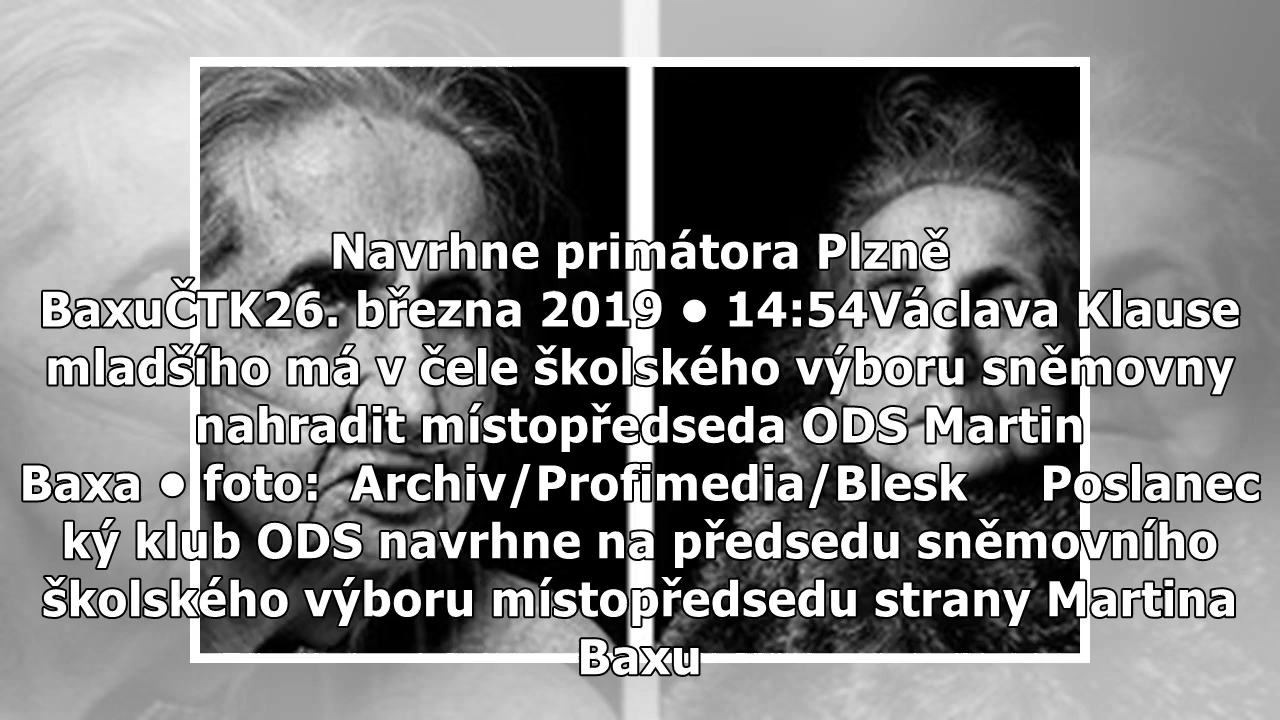 Navrhne primátora Plzně
BaxuČTK26. března 2019 • 14:54Václava Klause
mladšího má v čele školského výboru sněmovny
nahradit místopředseda ODS Martin
Baxa • foto:  Archiv/Profimedia/Blesk     Poslanec
ký klub ODS navrhne na předsedu sněmovního
školského výboru místopředsedu strany Martina
Baxu